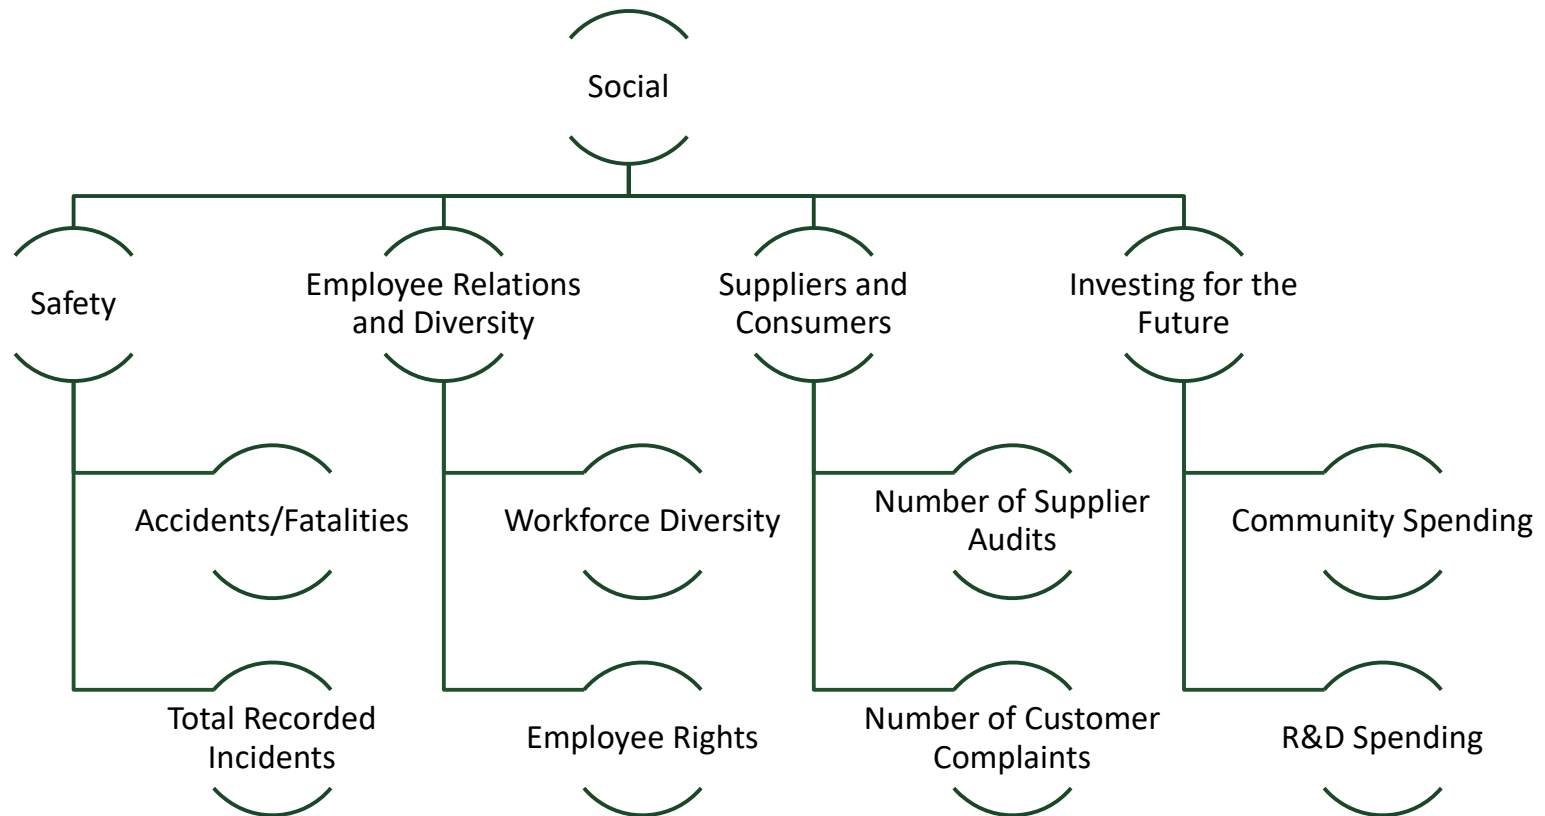 Social
Safety
Employee Relations
and Diversity
Suppliers and
Consumers
Investing for the
Future
Accidents/Fatalities
Workforce Diversity
Number of Supplier
Audits
Community Spending
Total Recorded
Incidents
Employee Rights
Number of Customer
Complaints
R&D Spending